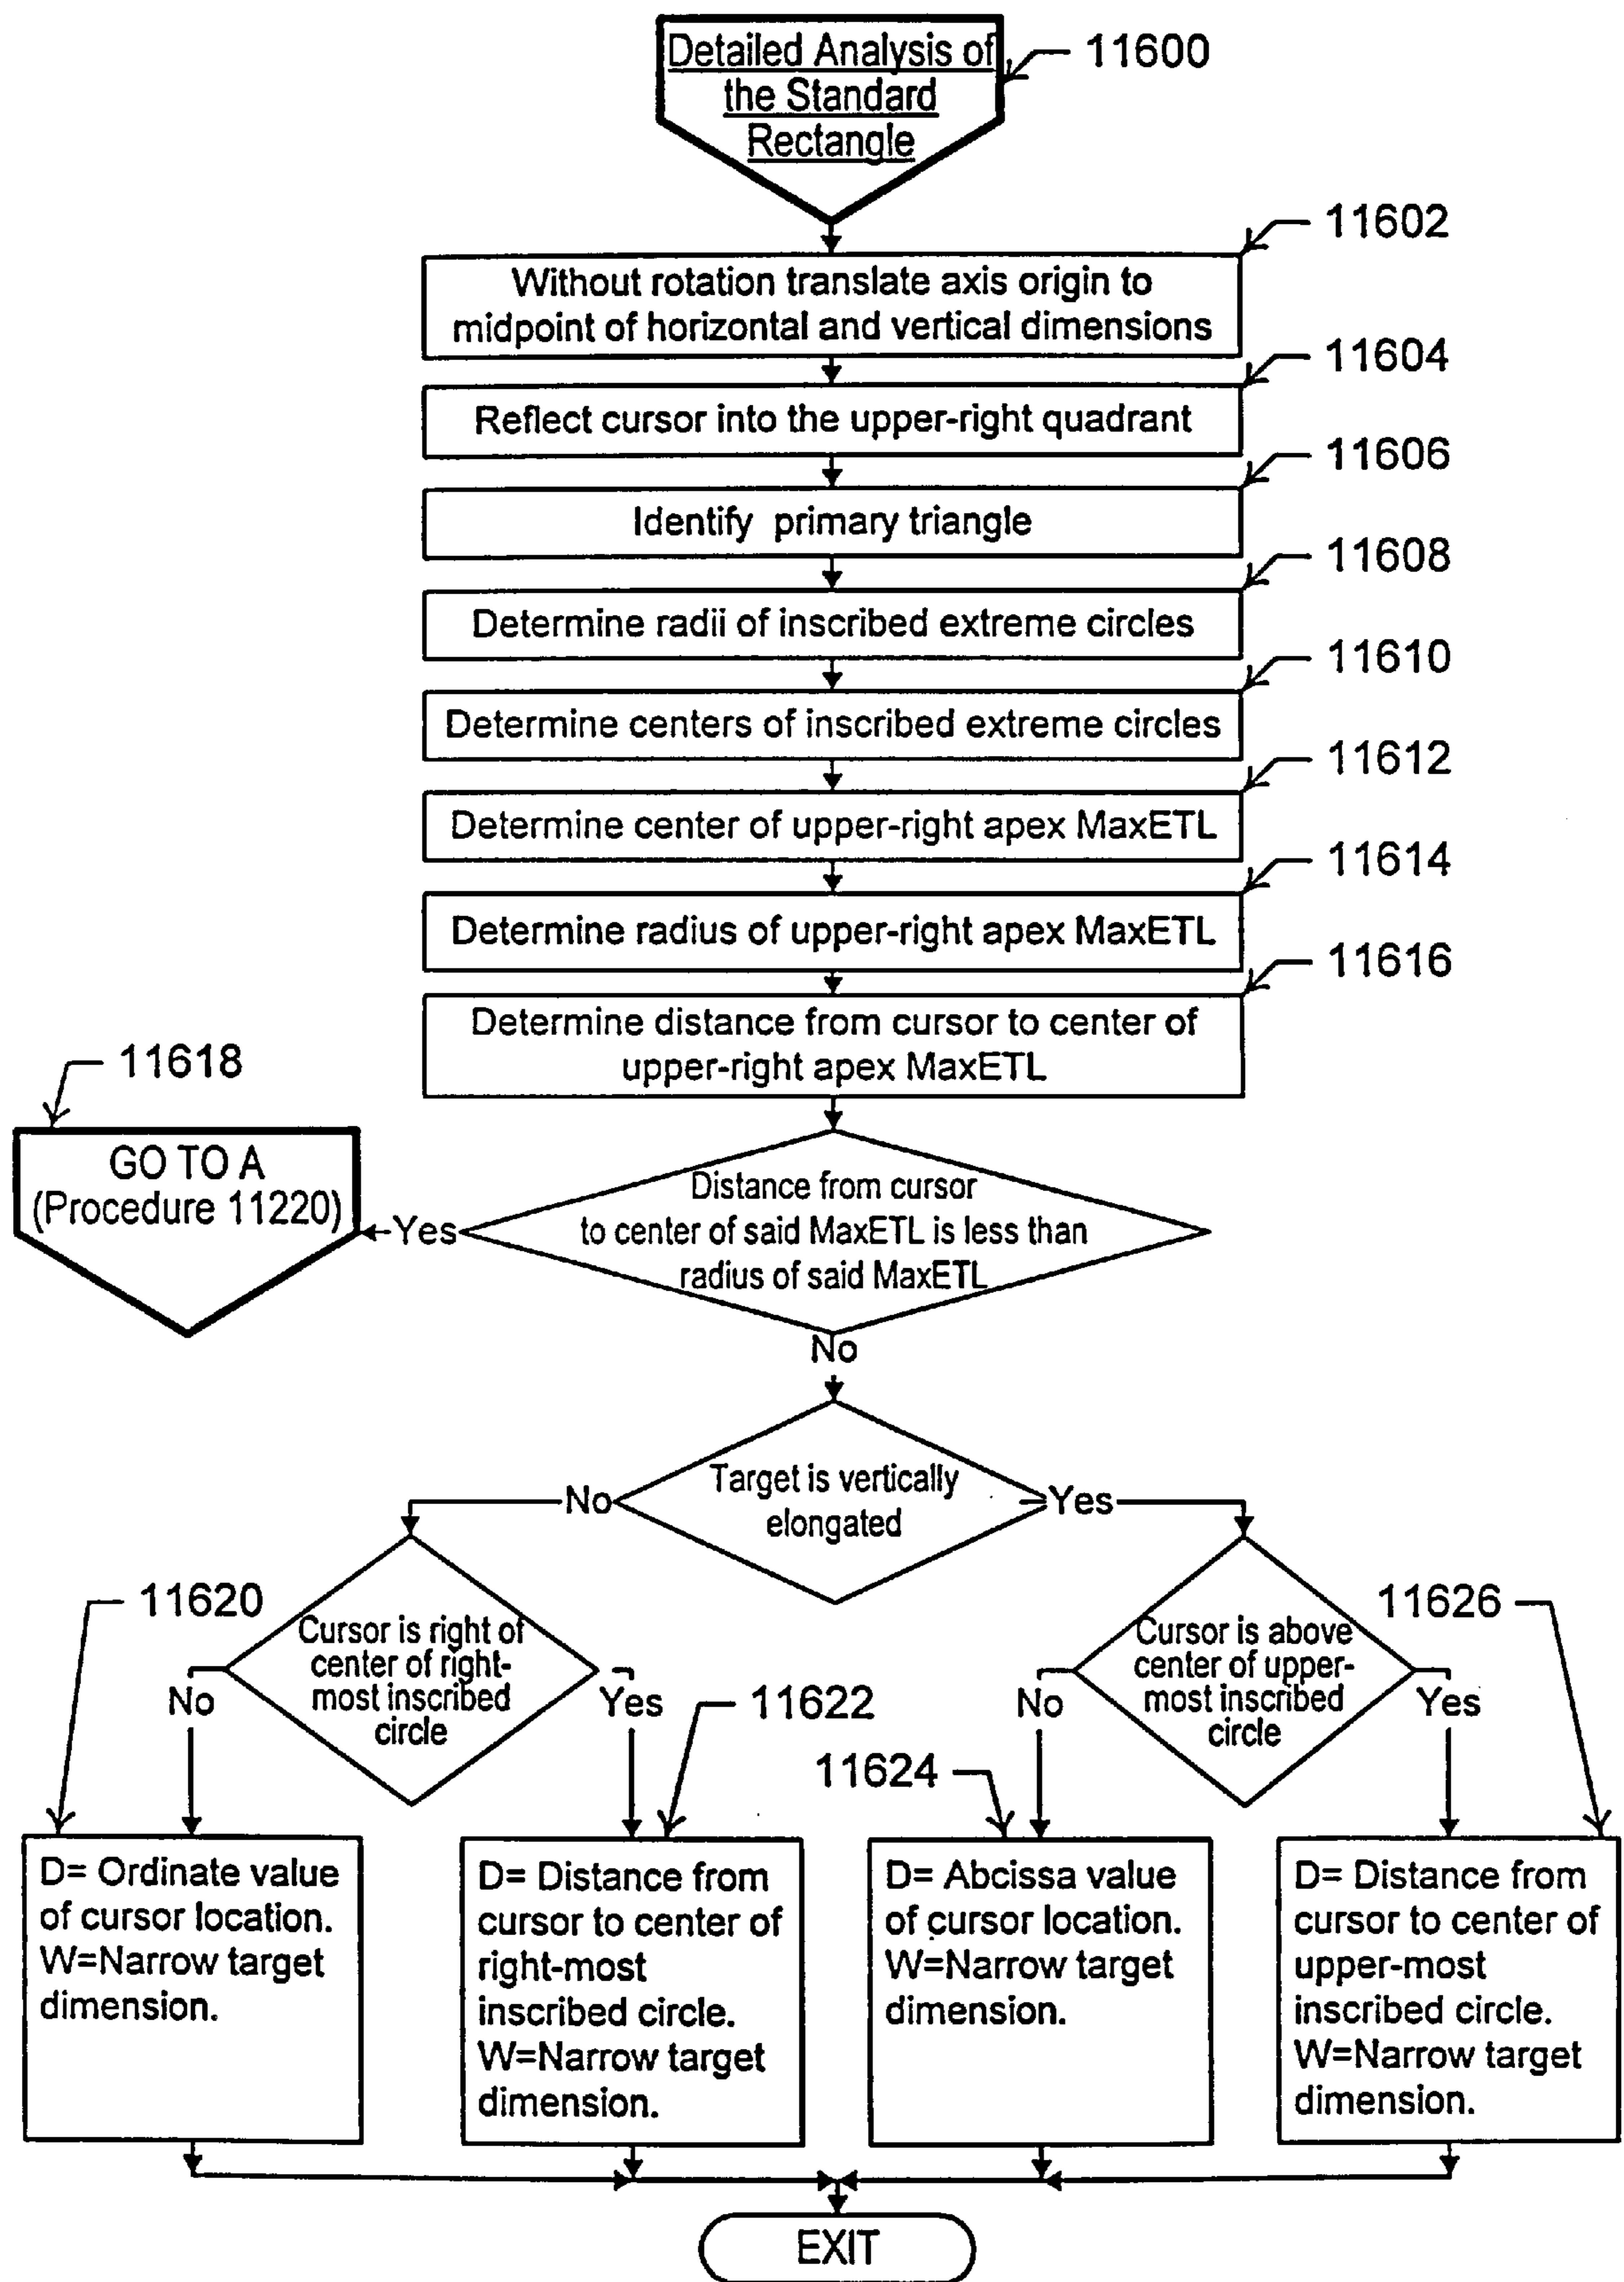 Detailed Analysis of
the Standard
Rectangle
11600
11602
Without rotation translate axis origin to
midpoint of horizontal and vertical dimensions
11604
Reflect cursor into the upper-right quadrant
11606
Identify primary triangle
11608
Determine radii of inscribed extreme circles
11610
Determine centers of inscribed extreme circles
11612
Determine center of upper-right apex MaxETL
11614
Determine radius of upper-right apex MaxETL
11616
Determine distance from cursor to center of
upper-right apex MaxETL
11618
GO TO A
(Procedure 11220)
Yes
Distance from cursor
to center of said MaxETL is less than
radius of said MaxETL
No
Target is vertically
elongated
No
Yes
11620
Cursor is right of
center of right-
most inscribed
circle
No
Yes
11622
11626
Cursor is above
center of upper-
most inscribed
circle
No
Yes
11624
D= Ordinate value
of cursor location.
W=Narrow target
dimension.
D= Distance from
cursor to center of
right-most
inscribed circle.
W=Narrow target
dimension.
D= Abcissa value
of cursor location.
W=Narrow target
dimension.
D= Distance from
cursor to center of
upper-most
inscribed circle.
W=Narrow target
dimension.
EXIT